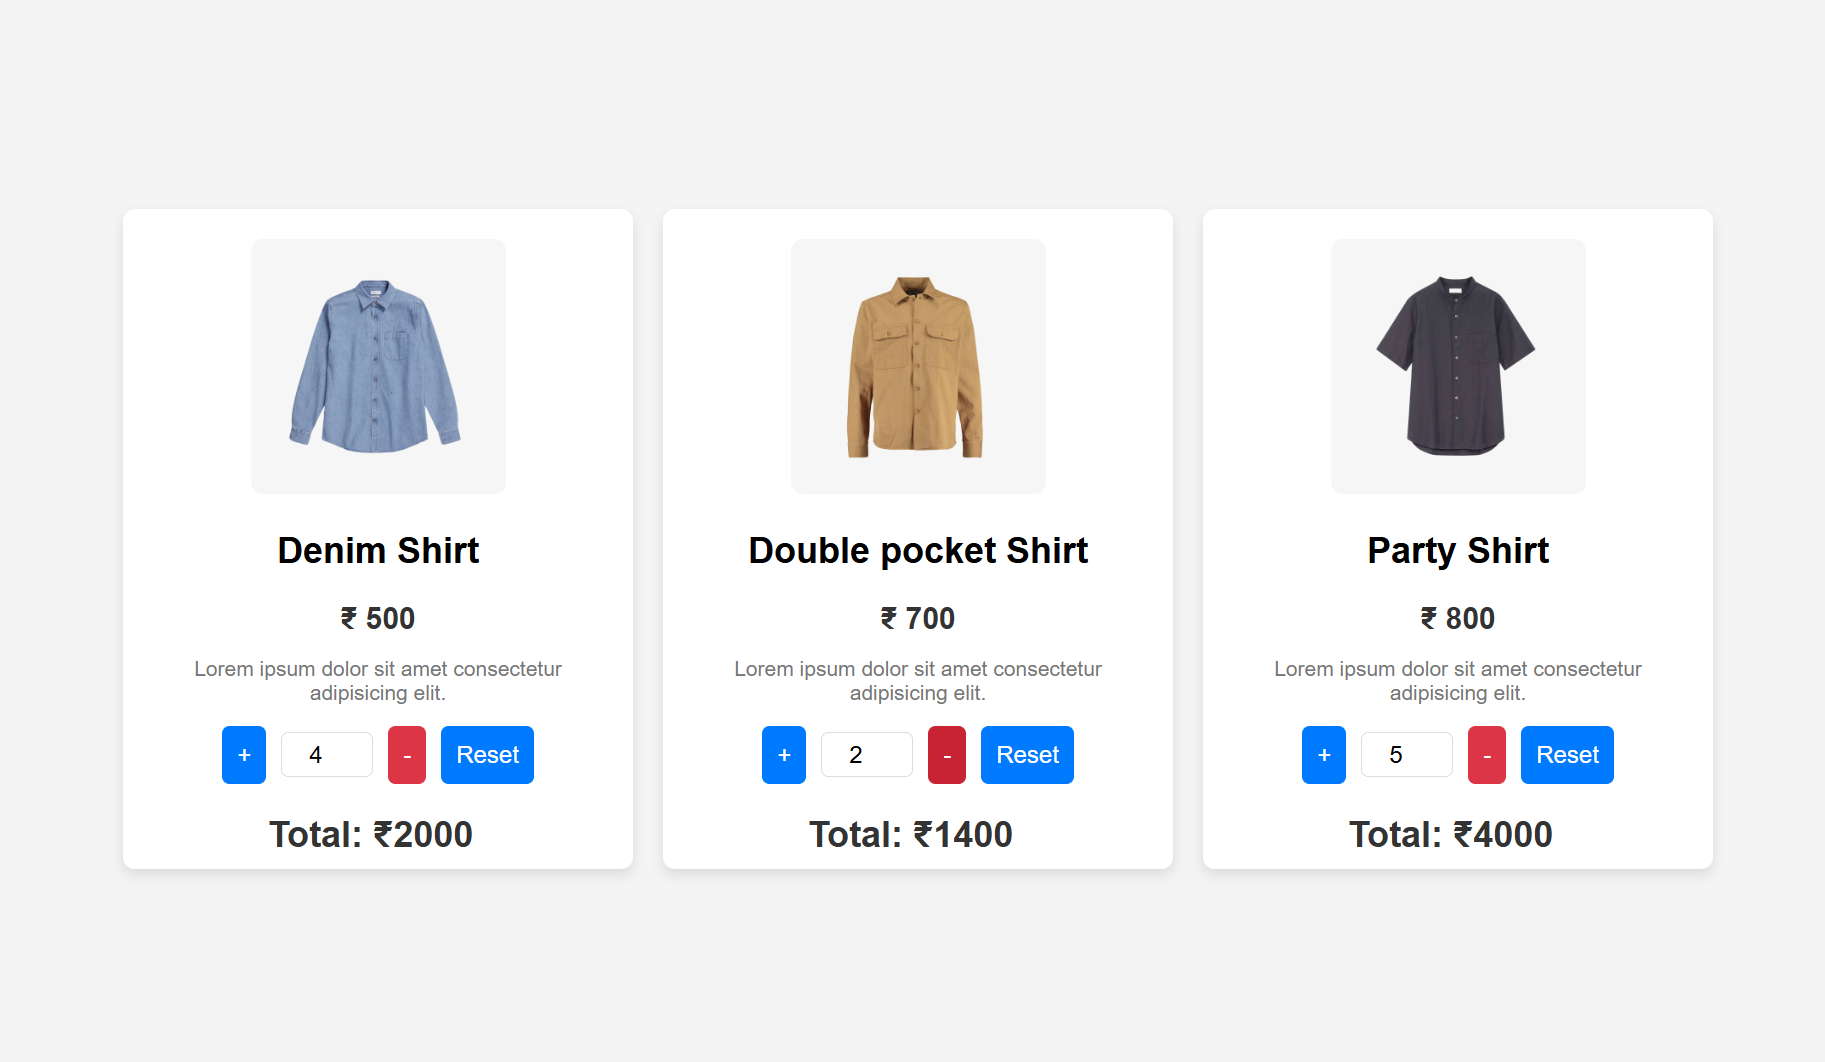 Denim Shirt
₹ 500
Lorem ipsum dolor sit amet consectetur
adipisicing elit.
+ 4 - Reset
Total: ₹2000
Double pocket Shirt
₹ 700
Lorem ipsum dolor sit amet consectetur
adipisicing elit.
+ 2 - Reset
Total: ₹1400
Party Shirt
₹ 800
Lorem ipsum dolor sit amet consectetur
adipisicing elit.
+ 5 - Reset
Total: ₹4000